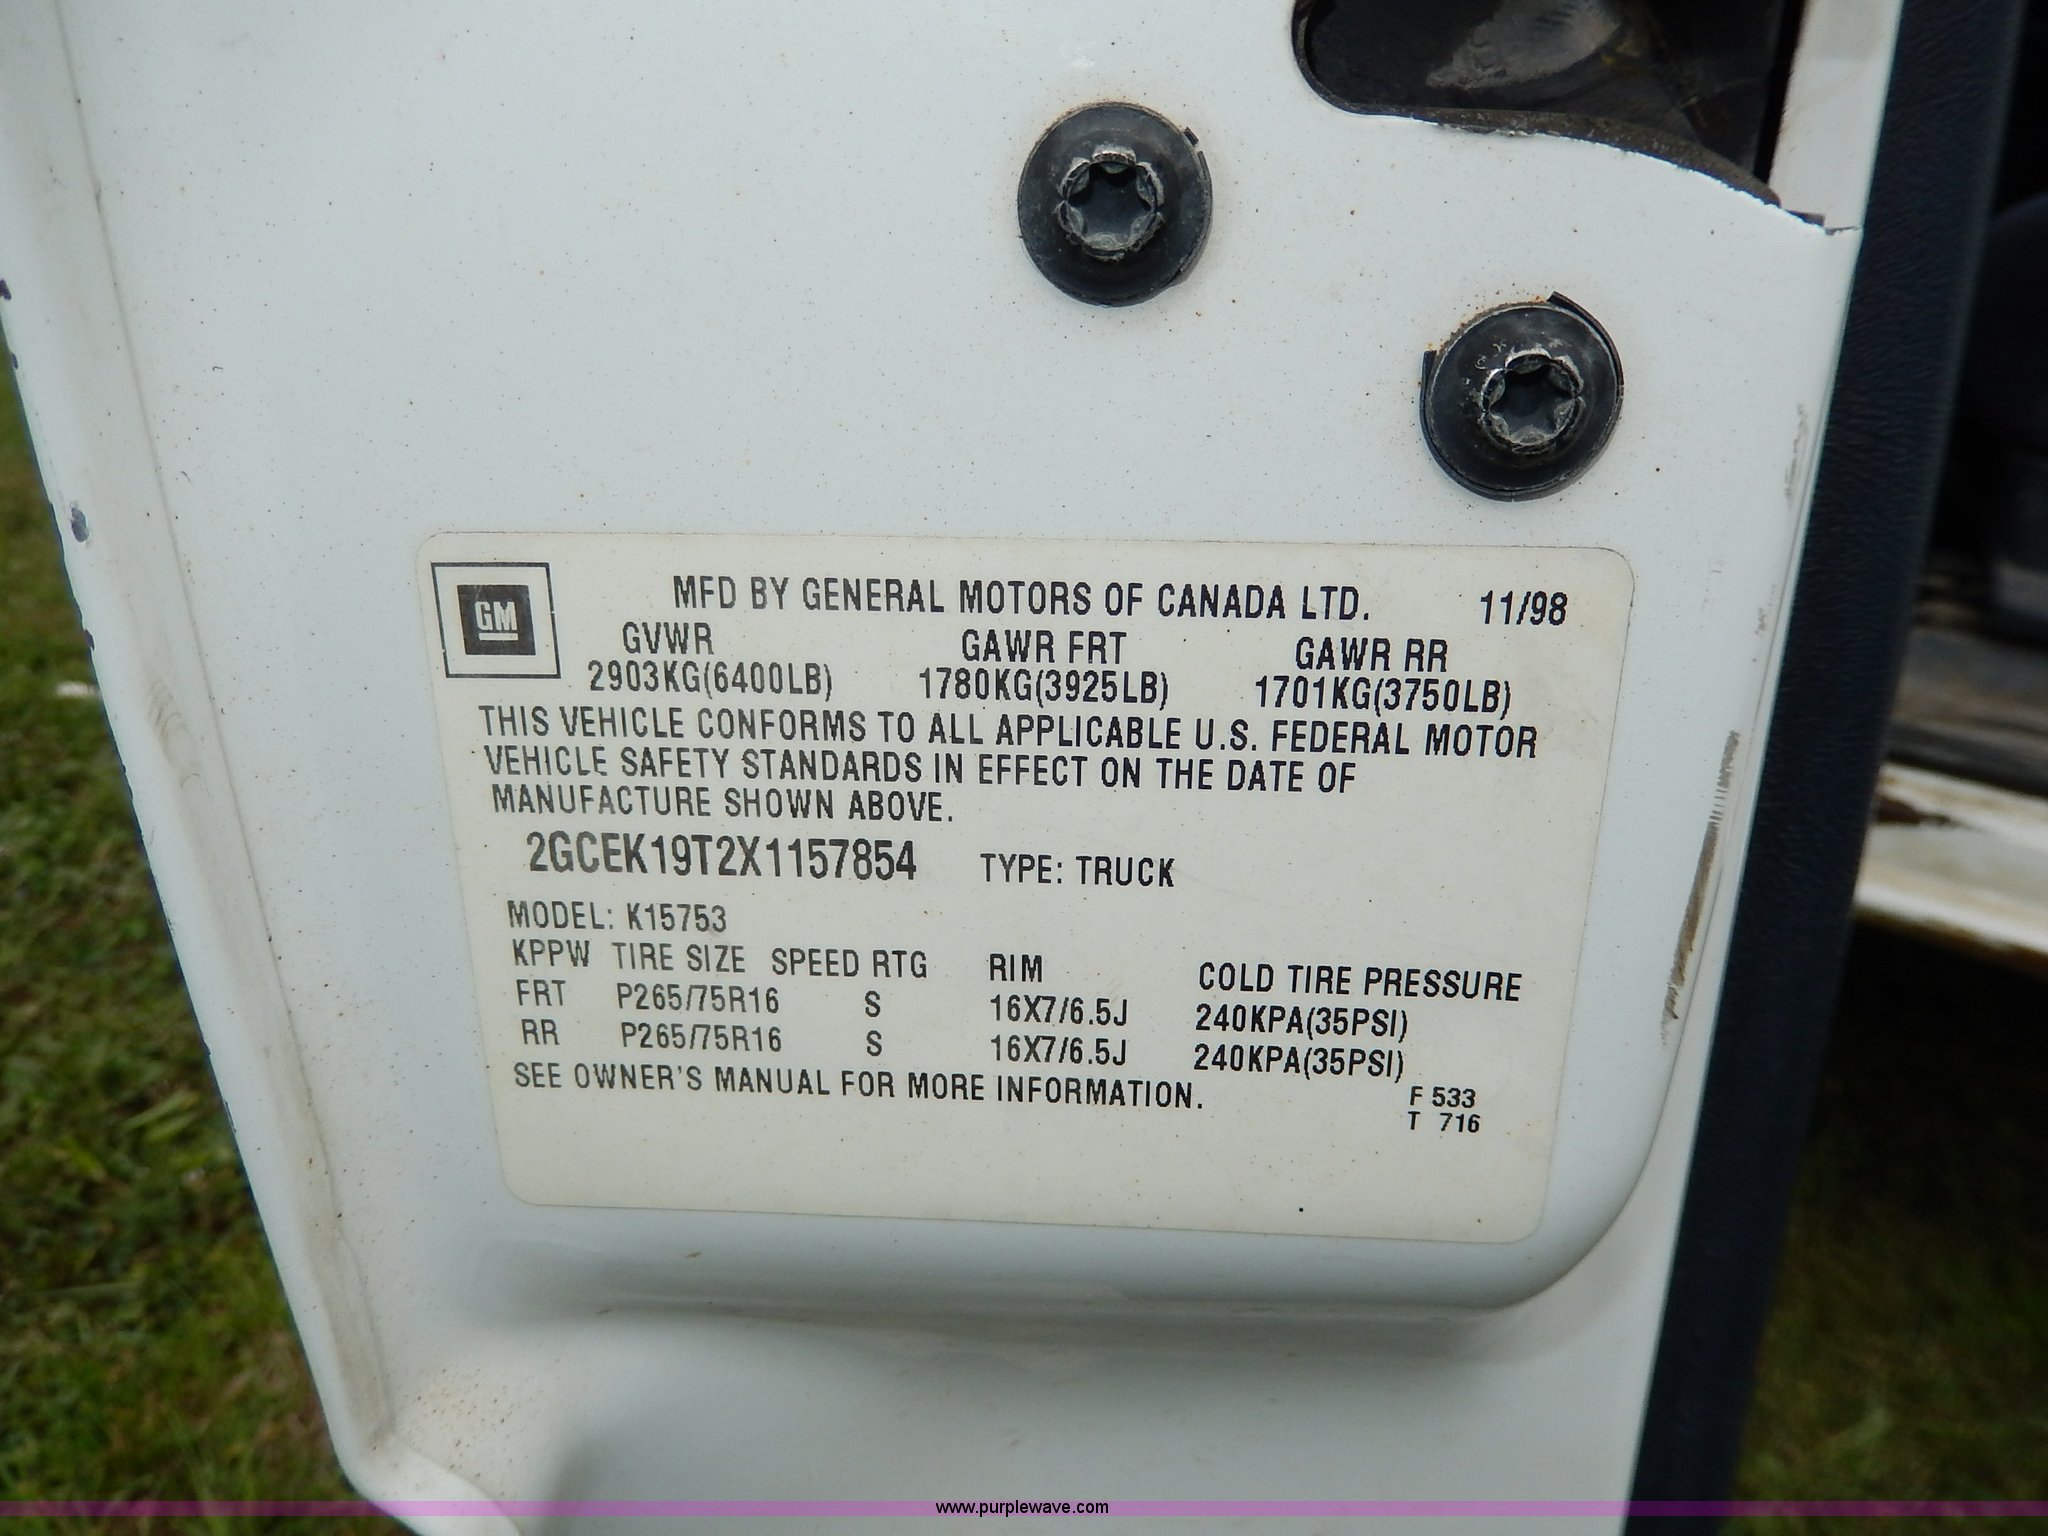 GM
MFD BY GENERAL MOTORS OF CANADA LTD. 11/98
GVWR GAWR FRT GAWR RR
2903KG(6400LB) 1780KG(3925LB) 1701KG(3750LB)
THIS VEHICLE CONFORMS TO ALL APPLICABLE U.S. FEDERAL MOTOR
VEHICLE SAFETY STANDARDS IN EFFECT ON THE DATE OF
MANUFACTURE SHOWN ABOVE.
2GCEK19T2X1157854 TYPE: TRUCK
MODEL: K15753
KPPW TIRE SIZE SPEED RTG RIM COLD TIRE PRESSURE
FRT P265/75R16 S 16X7/6.5J 240KPA(35PSI)
RR P265/75R16 S 16X7/6.5J 240KPA(35PSI)
SEE OWNER'S MANUAL FOR MORE INFORMATION.
F 533
T 716
www.purplewave.com